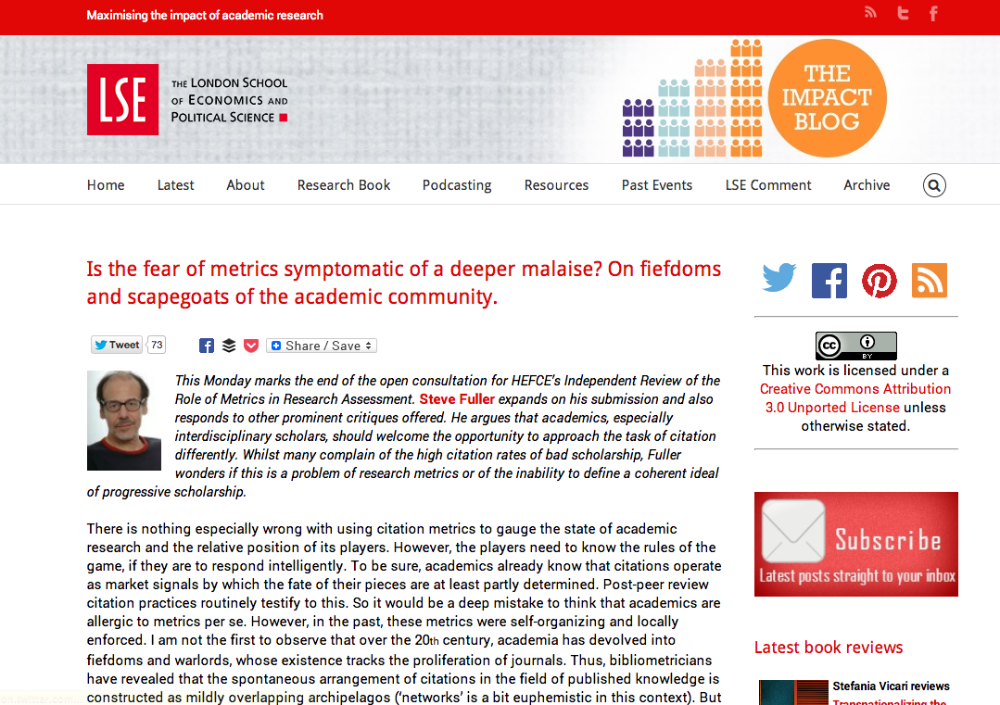 Maximising the impact of academic research
LSE
THE LONDON SCHOOL
OF ECONOMICS AND
POLITICAL SCIENCE
THE
IMPACT
BLOG
Home Latest About Research Book Podcasting Resources Past Events LSE Comment Archive
Is the fear of metrics symptomatic of a deeper malaise? On fiefdoms
and scapegoats of the academic community.
Tweet 73 Share / Save
This Monday marks the end of the open consultation for HEFCE's Independent Review of the
Role of Metrics in Research Assessment. Steve Fuller expands on his submission and also
responds to other prominent critiques offered. He argues that academics, especially
interdisciplinary scholars, should welcome the opportunity to approach the task of citation
differently. Whilst many complain of the high citation rates of bad scholarship, Fuller
wonders if this is a problem of research metrics or of the inability to define a coherent ideal
of progressive scholarship.
There is nothing especially wrong with using citation metrics to gauge the state of academic
research and the relative position of its players. However, the players need to know the rules of the
game, if they are to respond intelligently. To be sure, academics already know that citations operate
as market signals by which the fate of their pieces are at least partly determined. Post-peer review
citation practices routinely testify to this. So it would be a deep mistake to think that academics are
allergic to metrics per se. However, in the past, these metrics were self-organizing and locally
enforced. I am not the first to observe that over the 20th century, academia has devolved into
fiefdoms and warlords, whose existence tracks the proliferation of journals. Thus, bibliometricians
have revealed that the spontaneous arrangement of citations in the field of published knowledge is
constructed as mildly overlapping archipelagos ('networks' is a bit euphemistic in this context). But
cc BY
This work is licensed under a
Creative Commons Attribution
3.0 Unported License unless
otherwise stated.
Subscribe
Latest posts straight to your inbox
Latest book reviews
Stefania Vicari reviews
Transnationalizing the